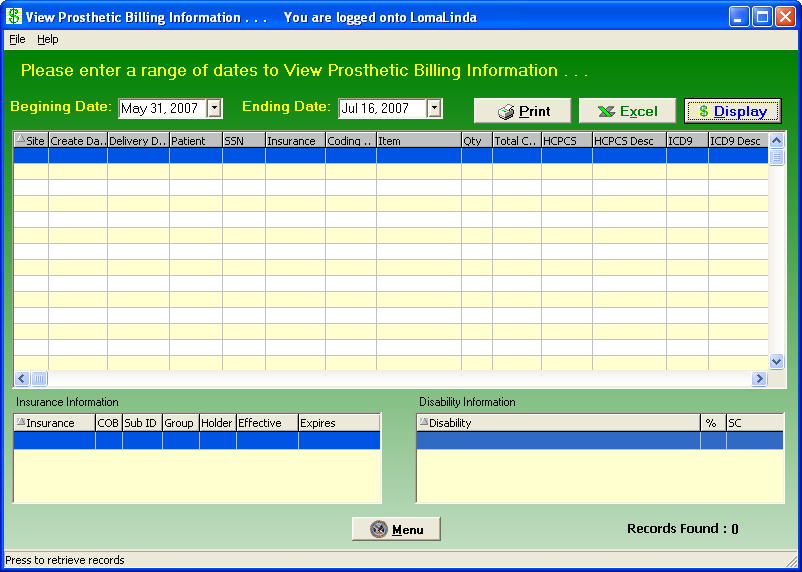 View Prosthetic Billing Information . . .    You are logged onto LomaLinda
File Help
Please enter a range of dates to View Prosthetic Billing Information . . .
Begining Date: May 31, 2007 Ending Date: Jul 16, 2007 Print Excel $ Display
Site Create Da.. Delivery D.. Patient SSN Insurance Coding .. Item Qty Total C.. HCPCS HCPCS Desc ICD9 ICD9 Desc
Insurance Information Disability Information
Insurance COB Sub ID Group Holder Effective Expires Disability % SC
Menu Records Found : 0
Press to retrieve records